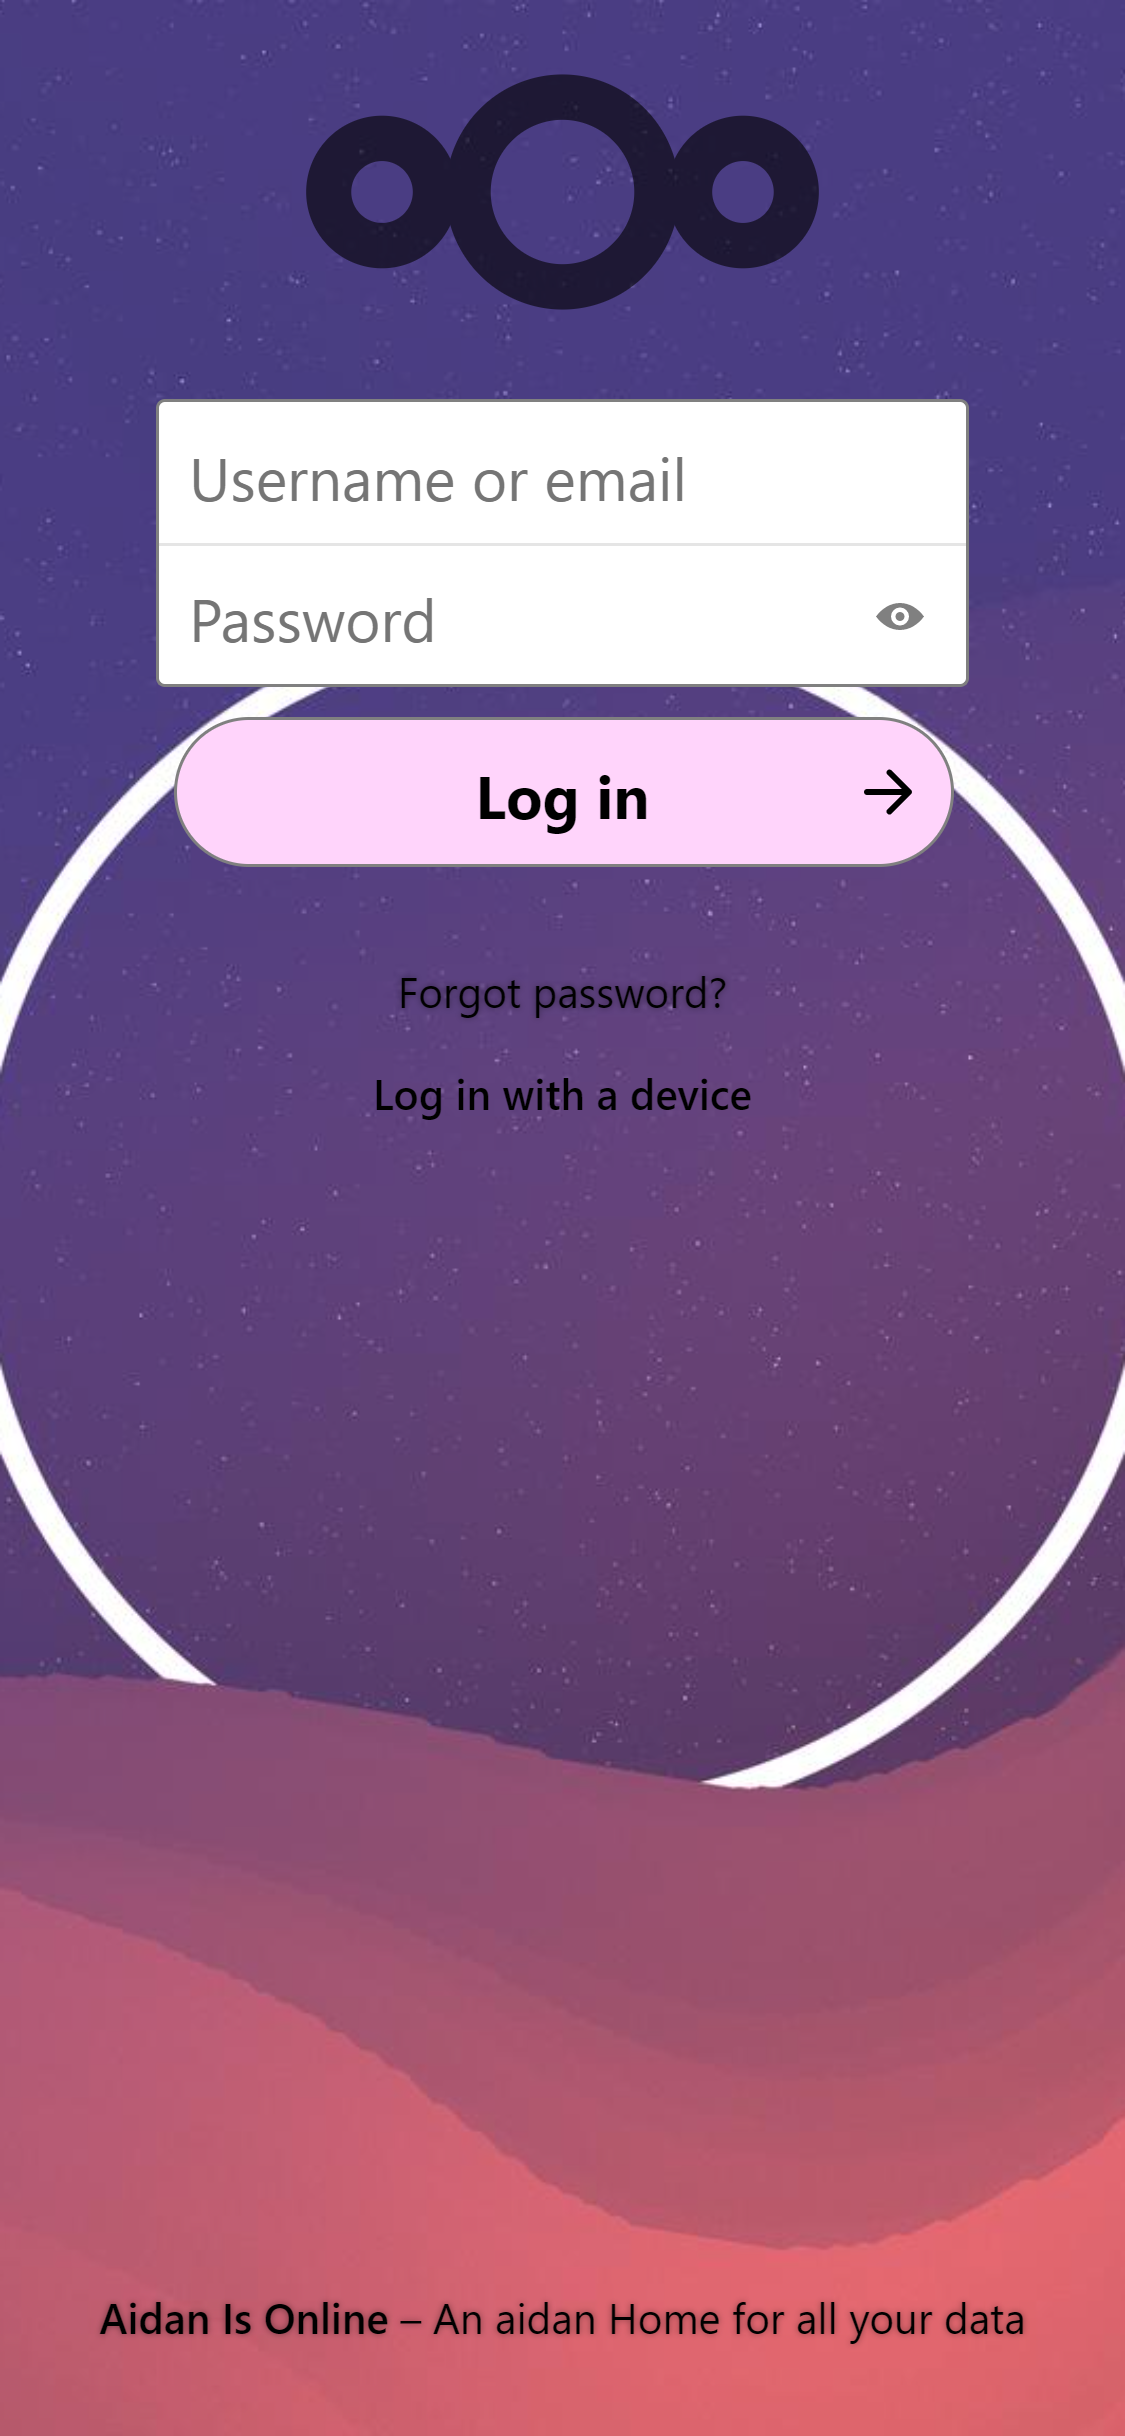 Username or email
Password
Log in
Forgot password?
Log in with a device
Aidan Is Online – An aidan Home for all your data